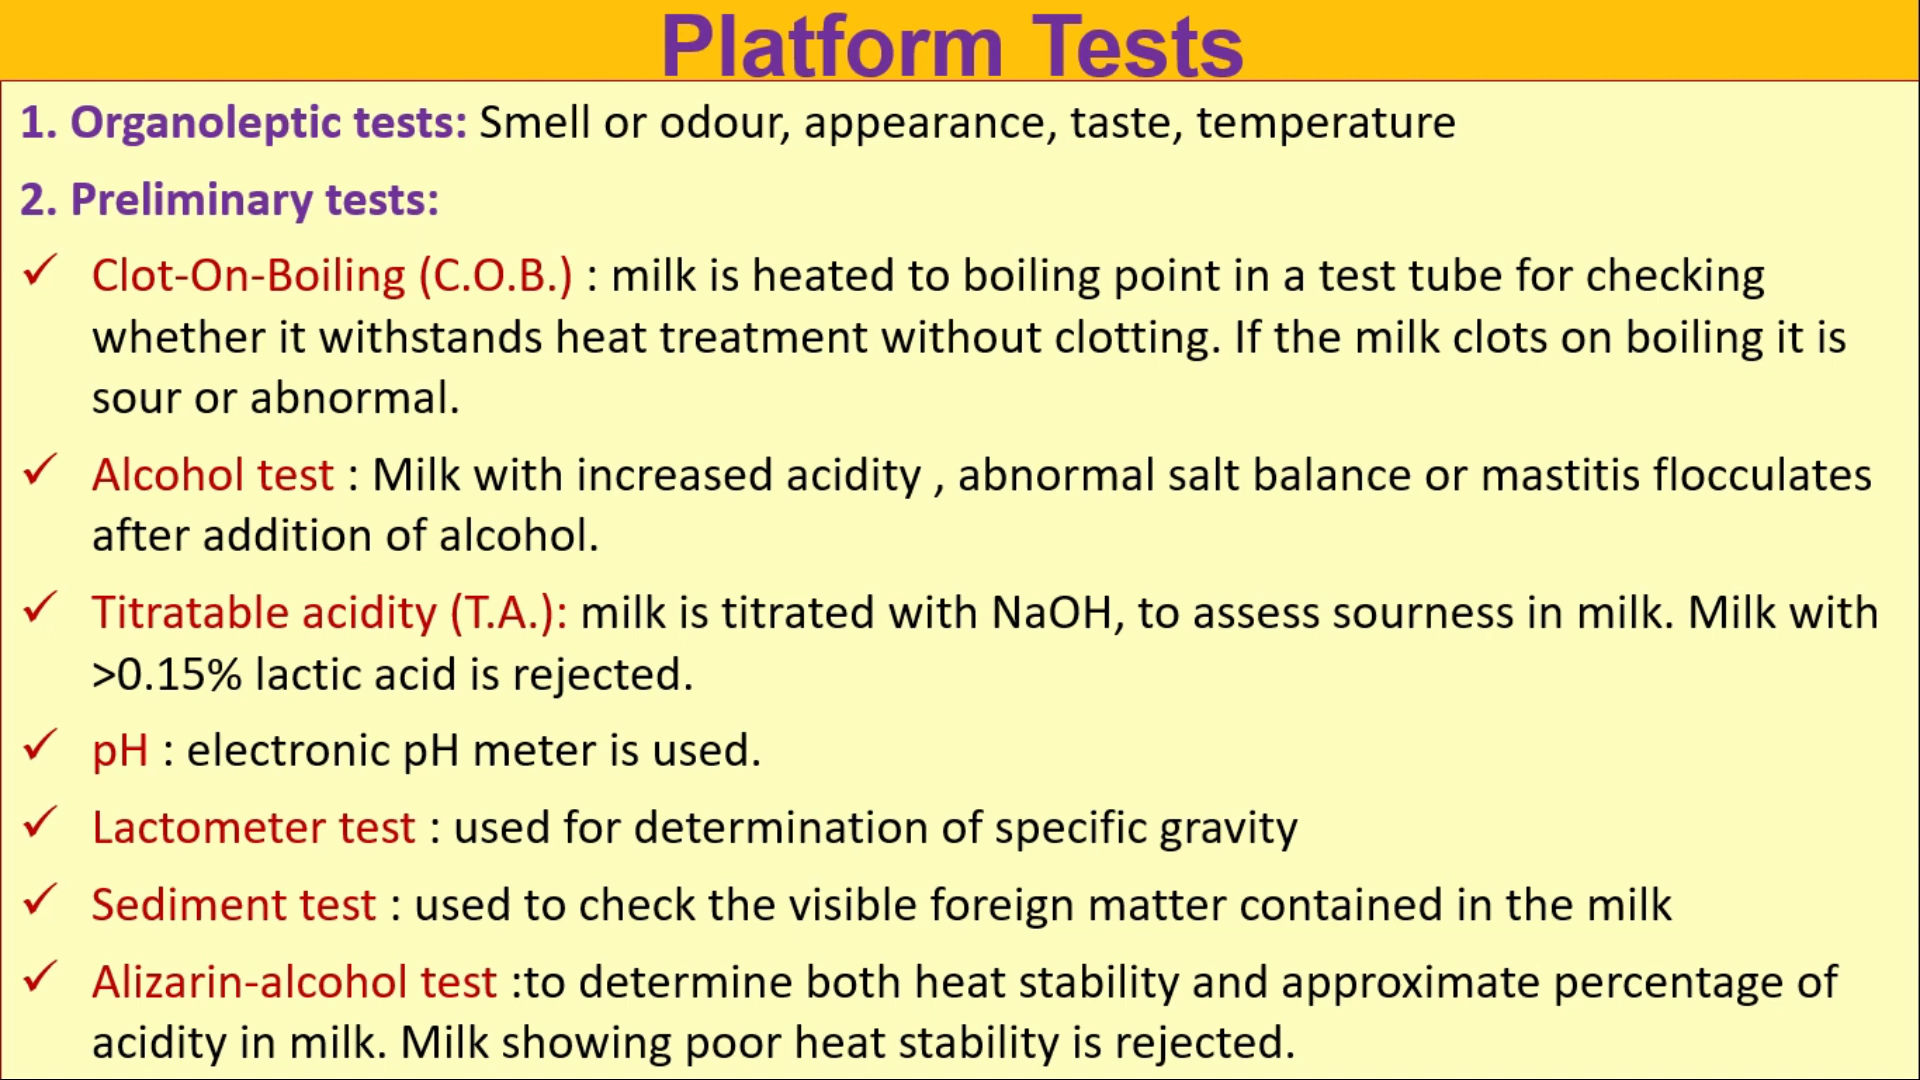 Platform Tests
1. Organoleptic tests: Smell or odour, appearance, taste, temperature
2. Preliminary tests:
✓ Clot-On-Boiling (C.O.B.) : milk is heated to boiling point in a test tube for checking
whether it withstands heat treatment without clotting. If the milk clots on boiling it is
sour or abnormal.
✓ Alcohol test : Milk with increased acidity , abnormal salt balance or mastitis flocculates
after addition of alcohol.
✓ Titratable acidity (T.A.): milk is titrated with NaOH, to assess sourness in milk. Milk with
>0.15% lactic acid is rejected.
✓ pH : electronic pH meter is used.
✓ Lactometer test : used for determination of specific gravity
✓ Sediment test : used to check the visible foreign matter contained in the milk
✓ Alizarin-alcohol test :to determine both heat stability and approximate percentage of
acidity in milk. Milk showing poor heat stability is rejected.